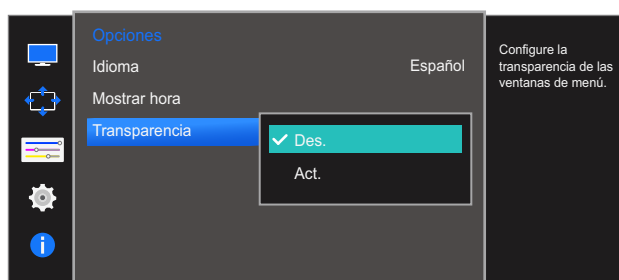 Opciones
Idioma Español
Mostrar hora
Transparencia
Des.
Act.
Configure la
transparencia de las
ventanas de menú.